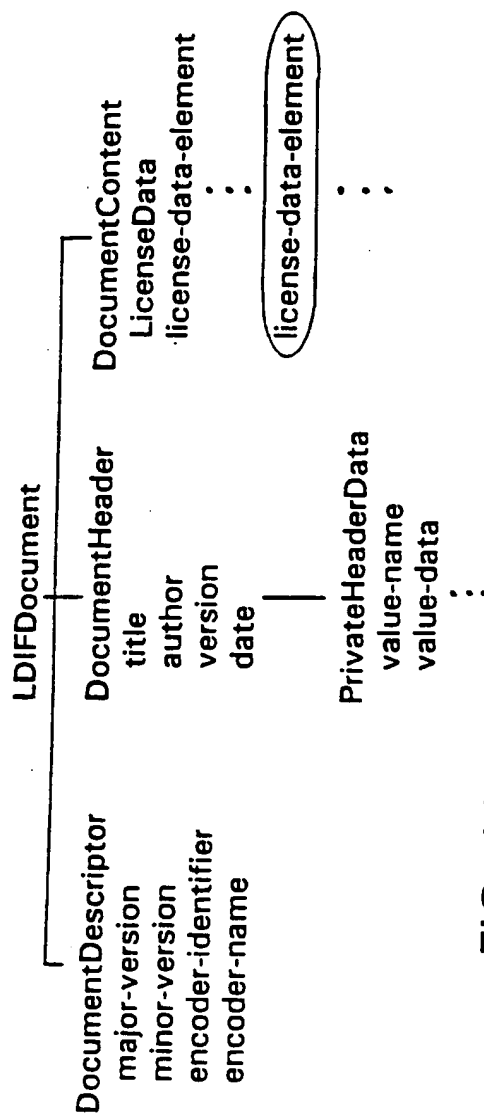 LDIFDocument
DocumentDescriptor
major-version
minor-version
encoder-identifier
encoder-name
DocumentHeader
title
author
version
date
PrivateHeaderData
value-name
value-data
DocumentContent
LicenseData
license-data-element
license-data-element